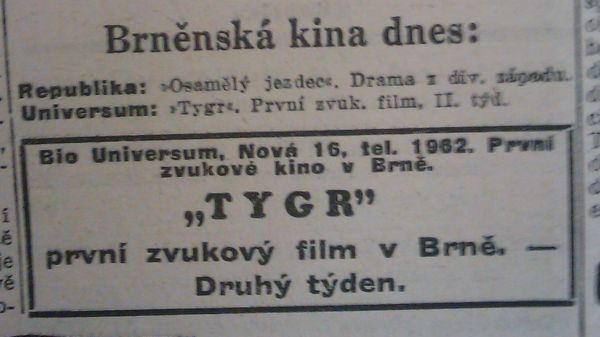 Brněnská kina dnes:
Republika: »Osamělý jezdec«. Drama z div. západu.
Universum: »Tygr«. První zvuk. film, II. týd.
Bio Universum, Nová 16, tel. 1962. První
zvukové kino v Brně.
„TYGR”
první zvukový film v Brně. —
Druhý týden.